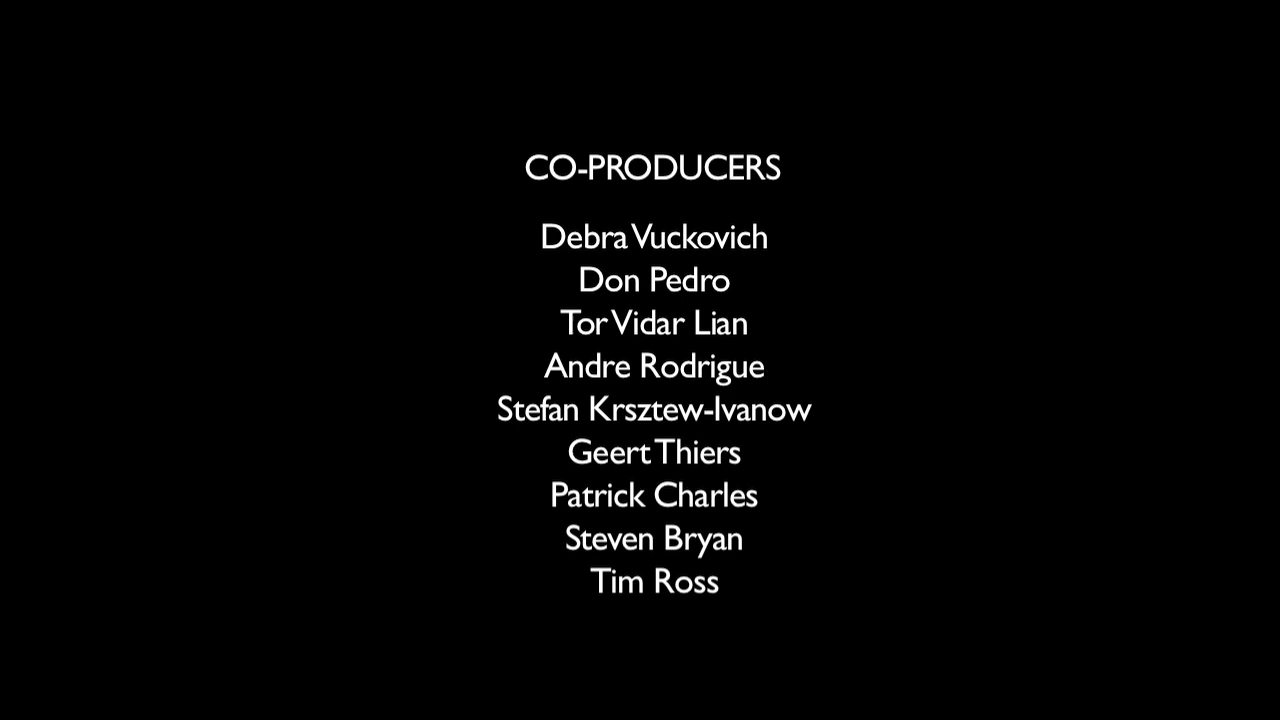 CO-PRODUCERS
Debra Vuckovich
Don Pedro
Tor Vidar Lian
Andre Rodrigue
Stefan Krsztew-Ivanow
Geert Thiers
Patrick Charles
Steven Bryan
Tim Ross